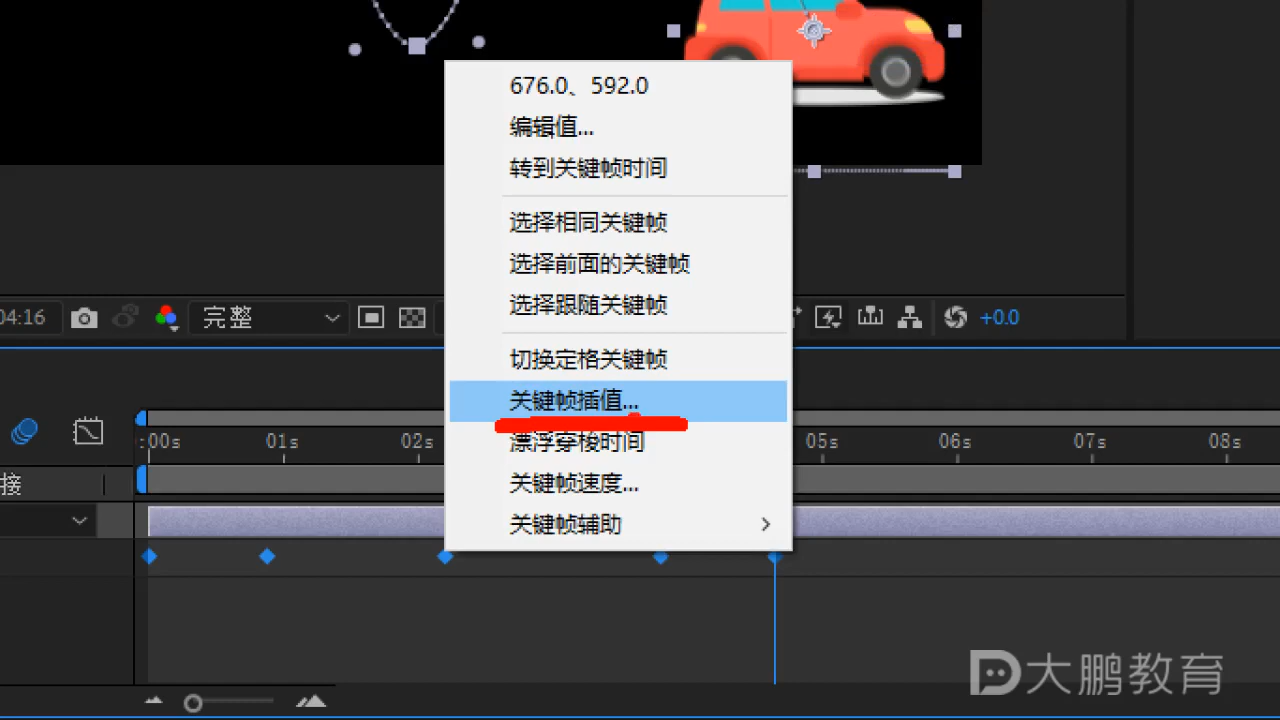 676.0、592.0
编辑值...
转到关键帧时间
选择相同关键帧
选择前面的关键帧
选择跟随关键帧
04:16
完整
+0.0
切换定格关键帧
关键帧插值...
:00s 01s 02s 05s 06s 07s 08s
漂浮穿梭时间
接
关键帧速度...
关键帧辅助
大鹏教育